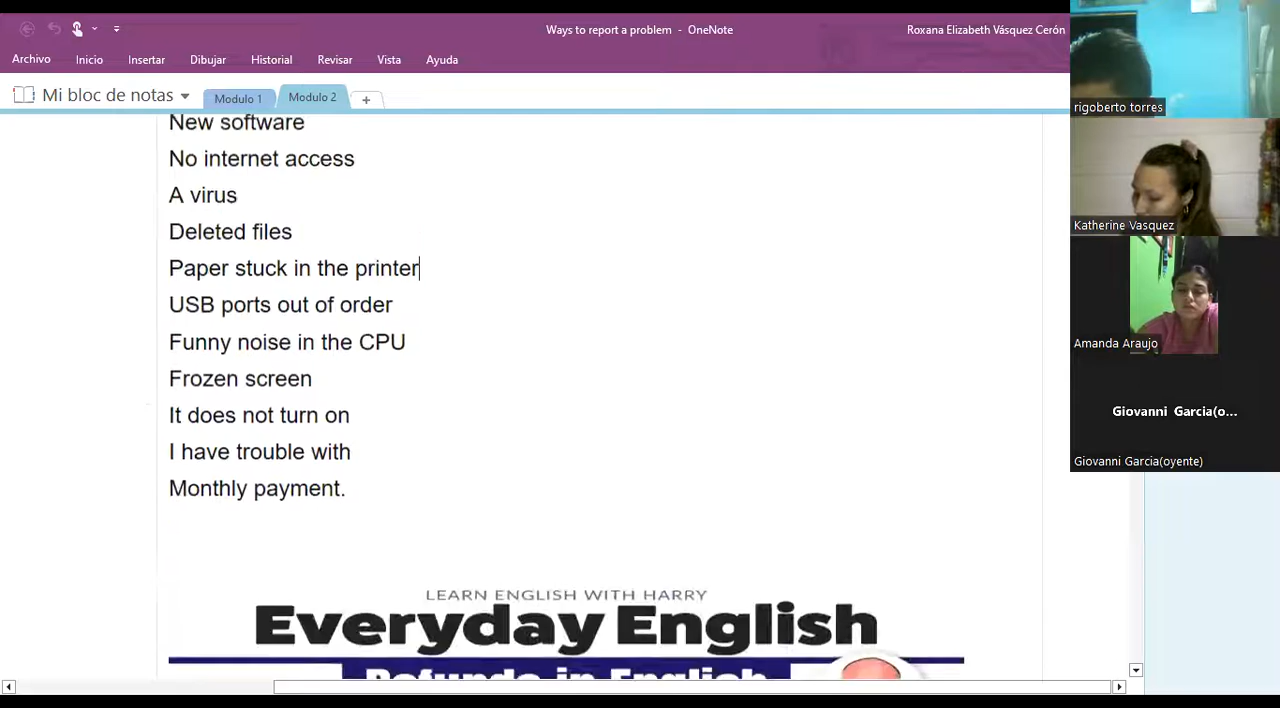 Ways to report a problem - OneNote
Roxana Elizabeth Vásquez Cerón
Archivo Inicio Insertar Dibujar Historial Revisar Vista Ayuda
Mi bloc de notas Modulo 1 Modulo 2
New software
No internet access
A virus
Deleted files
Paper stuck in the printer
USB ports out of order
Funny noise in the CPU
Frozen screen
It does not turn on
I have trouble with
Monthly payment.
LEARN ENGLISH WITH HARRY
Everyday English
Refunds in English
rigoberto torres
Katherine Vasquez
Amanda Araujo
Giovanni Garcia(o...
Giovanni Garcia(oyente)